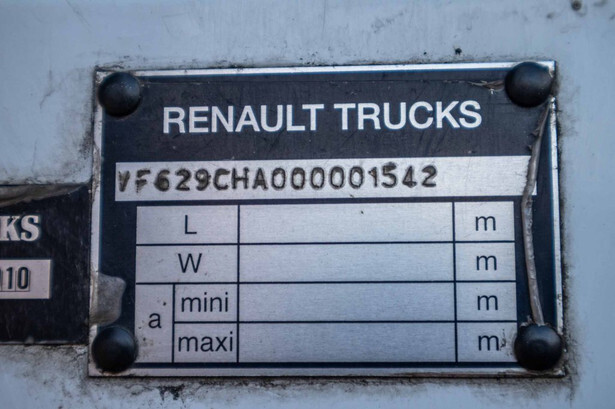 RENAULT TRUCKS
VF629CHA000001542
L m
W m
a mini m
maxi m
KS
010